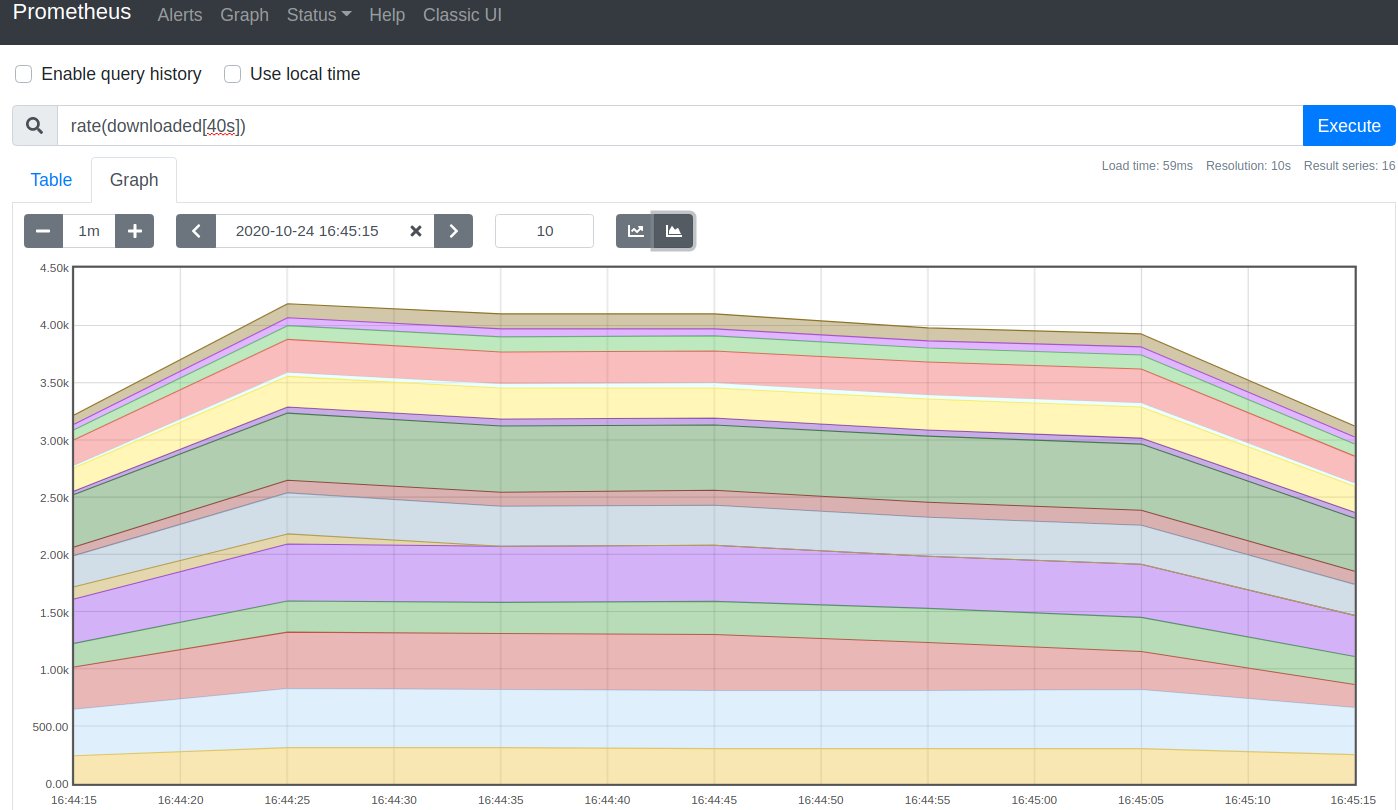 Prometheus Alerts Graph Status Help Classic UI
Enable query history Use local time
rate(downloaded[40s]) Execute
Load time: 59ms Resolution: 10s Result series: 16
Table Graph
1m 2020-10-24 16:45:15 10
4.50k
4.00k
3.50k
3.00k
2.50k
2.00k
1.50k
1.00k
500.00
0.00
16:44:15 16:44:20 16:44:25 16:44:30 16:44:35 16:44:40 16:44:45 16:44:50 16:44:55 16:45:00 16:45:05 16:45:10 16:45:15